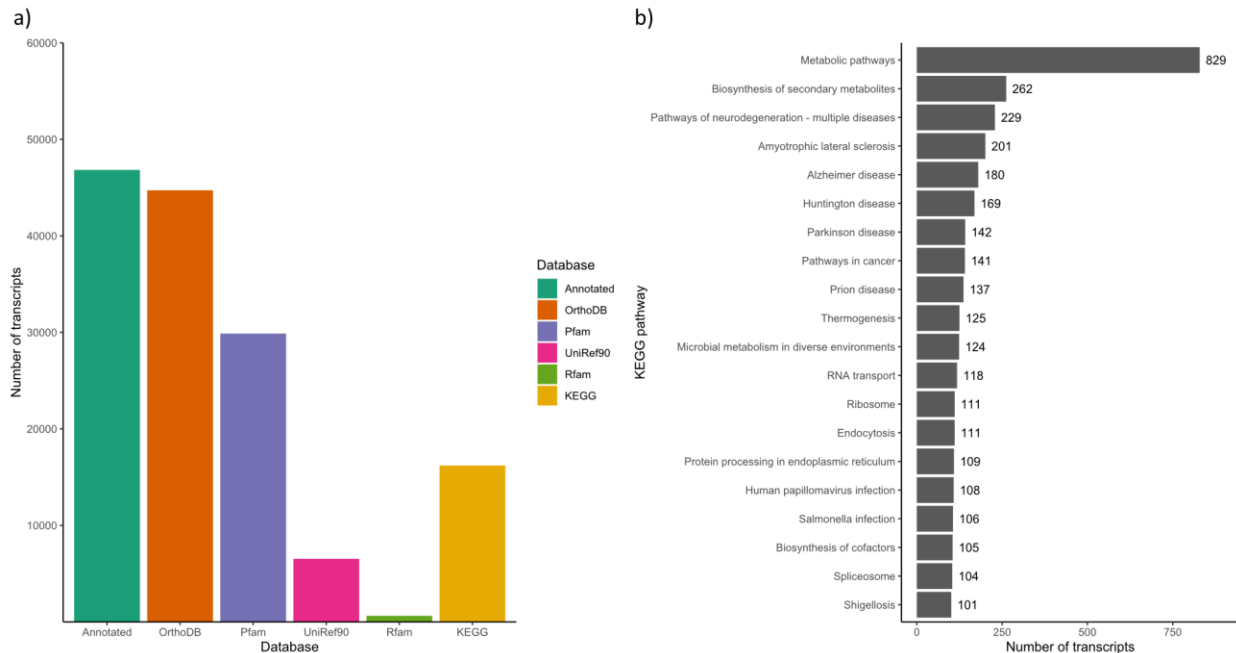 a)
60000
50000
40000
30000
20000
10000
Number of transcripts
Annotated
OrthoDB
Pfam
UniRef90
Rfam
KEGG
Database
Database
Annotated
OrthoDB
Pfam
UniRef90
Rfam
KEGG
b)
KEGG pathway
Metabolic pathways 829
Biosynthesis of secondary metabolites 262
Pathways of neurodegeneration - multiple diseases 229
Amyotrophic lateral sclerosis 201
Alzheimer disease 180
Huntington disease 169
Parkinson disease 142
Pathways in cancer 141
Prion disease 137
Thermogenesis 125
Microbial metabolism in diverse environments 124
RNA transport 118
Ribosome 111
Endocytosis 111
Protein processing in endoplasmic reticulum 109
Human papillomavirus infection 108
Salmonella infection 106
Biosynthesis of cofactors 105
Spliceosome 104
Shigellosis 101
0 250 500 750
Number of transcripts